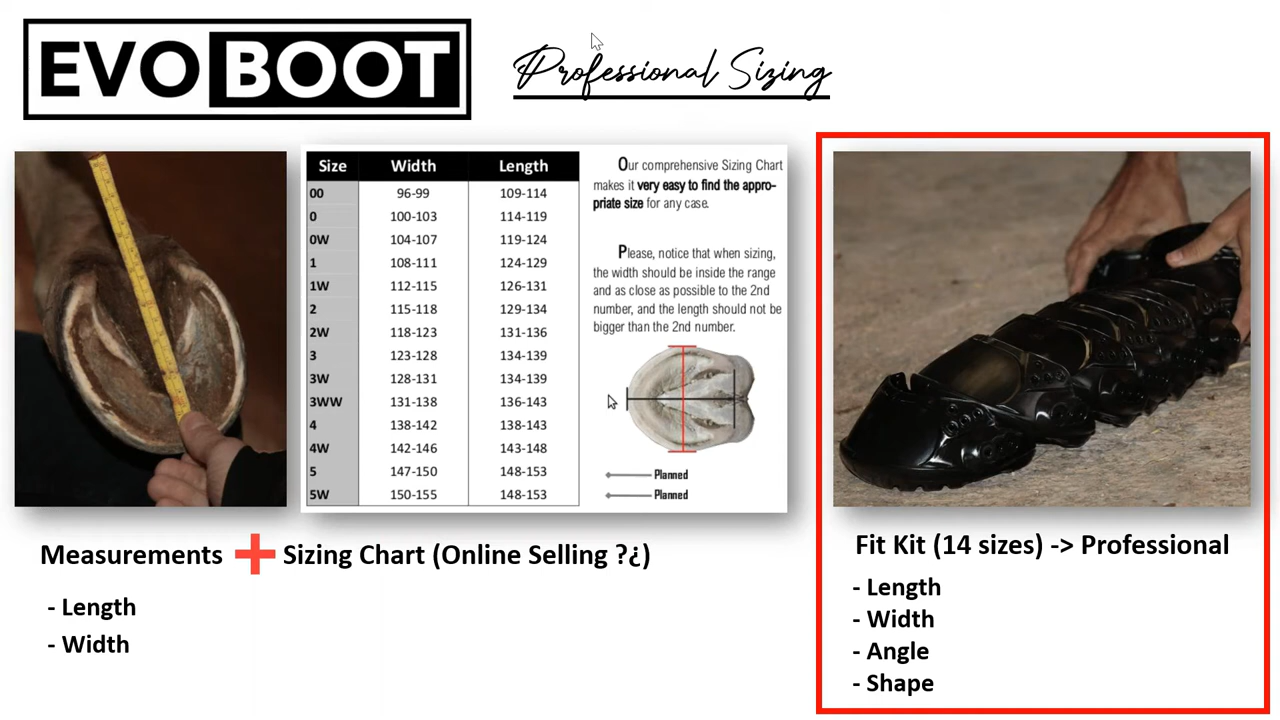 EVO BOOT
Professional Sizing
Size Width Length
00 96-99 109-114
0 100-103 114-119
0W 104-107 119-124
1 108-111 124-129
1W 112-115 126-131
2 115-118 129-134
2W 118-123 131-136
3 123-128 134-139
3W 128-131 134-139
3WW 131-138 136-143
4 138-142 138-143
4W 142-146 143-148
5 147-150 148-153
5W 150-155 148-153
Our comprehensive Sizing Chart
makes it very easy to find the appro-
priate size for any case.
Please, notice that when sizing,
the width should be inside the range
and as close as possible to the 2nd
number, and the length should not be
bigger than the 2nd number.
Planned
Planned
Measurements + Sizing Chart (Online Selling ?¿)
- Length
- Width
Fit Kit (14 sizes) -> Professional
- Length
- Width
- Angle
- Shape